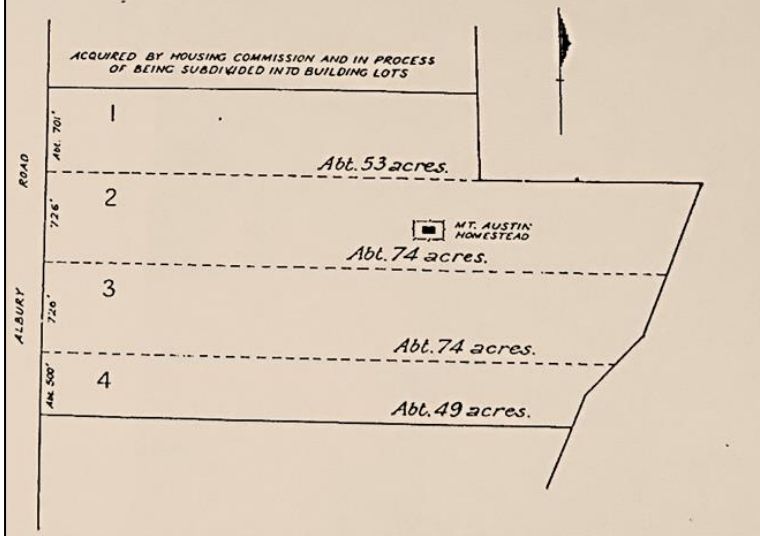 ACQUIRED BY HOUSING COMMISSION AND IN PROCESS
OF BEING SUBDIVIDED INTO BUILDING LOTS
1
Abt. 701'
Abt. 53 acres.
ROAD
2
726'
MT. AUSTIN
HOMESTEAD
Abt. 74 acres.
3
726'
ALBURY
Abt. 74 acres.
4
Abt. 500'
Abt. 49 acres.